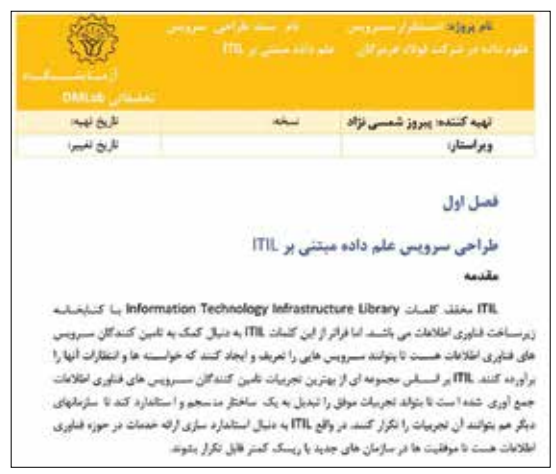 نام پروژه: استقرار سرویس
علوم داده در شرکت فولاد هرمزگان
نام سند: طراحی سرویس
علم داده مبتنی بر ITIL
آزمایشگاه
تحقیقاتی DMLab
تهیه کننده: پیروز شمسی نژاد
نسخه:
تاریخ تهیه:
ویراستار:
تاریخ تغییر:
فصل اول
طراحی سرویس علم داده مبتنی بر ITIL
مقدمه
ITIL مخفف کلمات Information Technology Infrastructure Library یا کتابخانه
زیرساخت فناوری اطلاعات می باشد. اما فراتر از این کلمات ITIL به دنبال کمک به تامین کنندگان سرویس
های فناوری اطلاعات هست تا بتوانند سرویس هایی را تعریف و ایجاد کنند که خواسته ها و انتظارات آنها را
برآورده کنند. ITIL بر اساس مجموعه ای از بهترین تجربیات تامین کنندگان سرویس های فناوری اطلاعات
جمع آوری شده است تا بتواند تجربیات موفق را تبدیل به یک ساختار منسجم و استاندارد کند تا سازمانهای
دیگر هم بتوانند آن تجربیات را تکرار کنند. در واقع ITIL به دنبال استاندارد سازی ارائه خدمات در حوزه فناوری
اطلاعات هست تا موفقیت ها در سازمان های جدید با ریسک کمتر قابل تکرار بشوند.